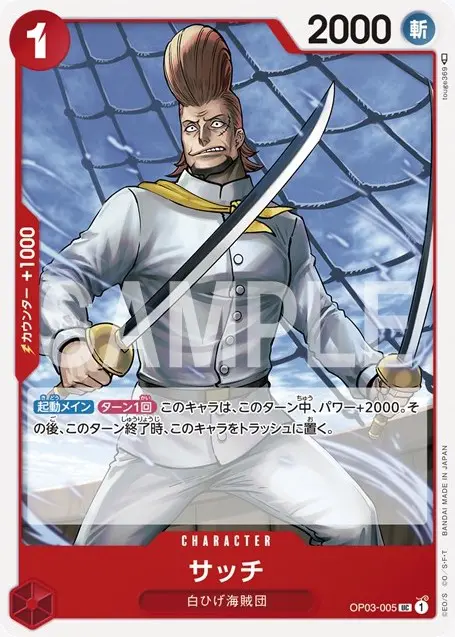 1
2000
斬
touge369
カウンター +1000
SAMPLE
起動メイン ターン1回 このキャラは、このターン中、パワー+2000。そ
の後、このターン終了時、このキャラをトラッシュに置く。
CHARACTER
サッチ
白ひげ海賊団
OP03-005 UC 1
©E/S ©O／S・F・T BANDAI MADE IN JAPAN